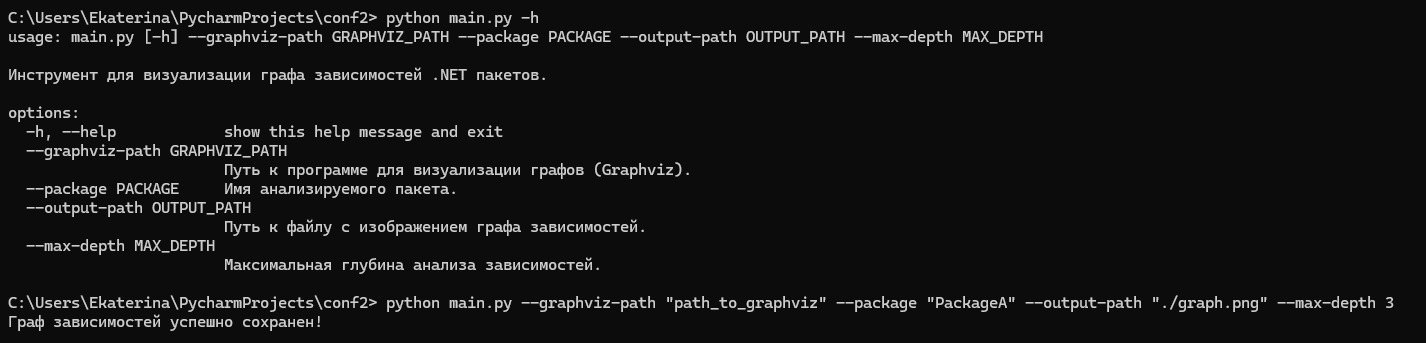 C:\Users\Ekaterina\PycharmProjects\conf2> python main.py -h
usage: main.py [-h] --graphviz-path GRAPHVIZ_PATH --package PACKAGE --output-path OUTPUT_PATH --max-depth MAX_DEPTH
Инструмент для визуализации графа зависимостей .NET пакетов.
options:
-h, --help show this help message and exit
--graphviz-path GRAPHVIZ_PATH
Путь к программе для визуализации графов (Graphviz).
--package PACKAGE Имя анализируемого пакета.
--output-path OUTPUT_PATH
Путь к файлу с изображением графа зависимостей.
--max-depth MAX_DEPTH
Максимальная глубина анализа зависимостей.
C:\Users\Ekaterina\PycharmProjects\conf2> python main.py --graphviz-path "path_to_graphviz" --package "PackageA" --output-path "./graph.png" --max-depth 3
Граф зависимостей успешно сохранен!